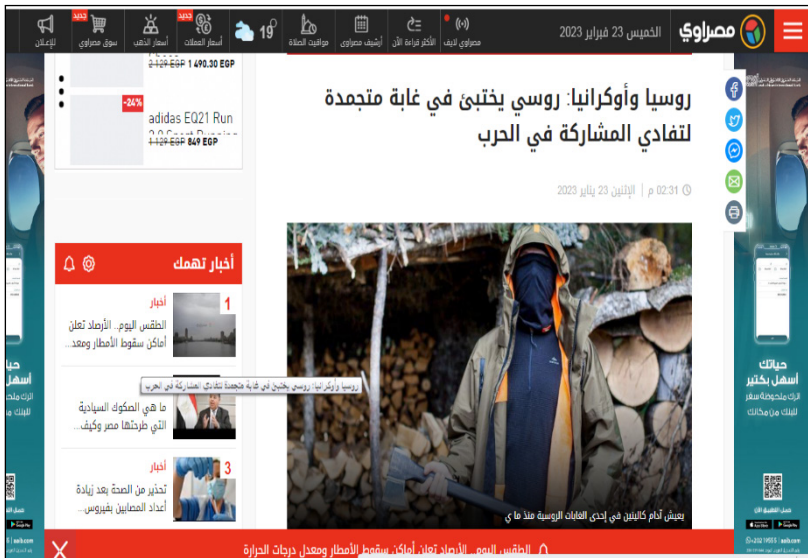 مصراوي
الخميس 23 فبراير 2023
مصراوي لايف
الأكثر قراءة الأن
أرشيف مصراوى
مواقيت الصلاة
19°
أسعار العملات
جديد
أسعار الذهب
سوق مصراوي
جديد
للإعلان
روسيا وأوكرانيا: روسي يختبئ في غابة متجمدة
لتفادي المشاركة في الحرب
02:31 م | الإثنين 23 يناير 2023
2 129 EGP 1 490.30 EGP
-24%
adidas EQ21 Run
1 129 EGP 849 EGP
أخبار تهمك
1
أخبار
الطقس اليوم.. الأرصاد تعلن
أماكن سقوط الأمطار ومعد...
روسيا وأوكرانيا: روسي يختبئ في غابة متجمدة لتفادي المشاركة في الحرب
ما هي الصكوك السيادية
التي طرحتها مصر وكيف...
3
أخبار
تحذير من الصحة بعد زيادة
أعداد المصابين بفيروس...
يعيش آدام كالينين في إحدى الغابات الروسية منذ ما ي
حياتك
أسهل بكتير
للبنك من مكانك
الطقس اليوم.. الأرصاد تعلن أماكن سقوط الأمطار ومعدل درجات الحرارة
X